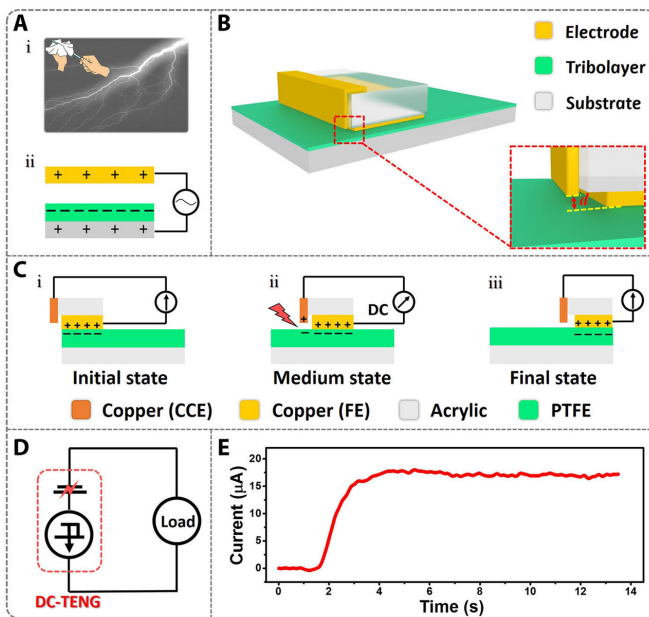 A
i
ii
+ + + +
− − − − − − −
+ + + +
B
Electrode
Tribolayer
Substrate
d
C
i
+ + + +
− − − −
Initial state
ii
DC
+
+ + + +
−
− − − −
Medium state
iii
+ + + +
− − − −
Final state
Copper (CCE)
Copper (FE)
Acrylic
PTFE
D
Load
DC-TENG
E
Current (μA)
20
15
10
5
0
0 2 4 6 8 10 12 14
Time (s)